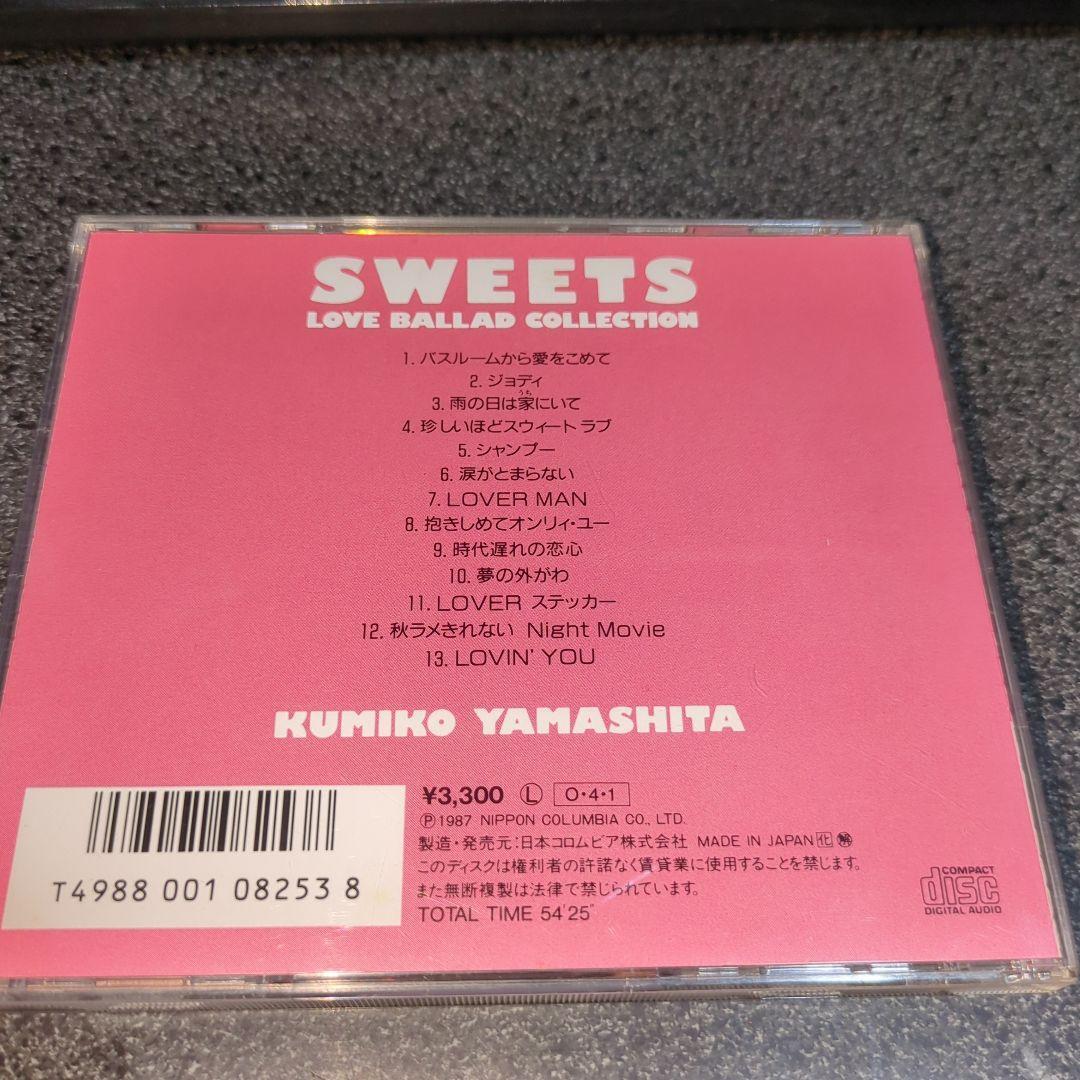 SWEETS
LOVE BALLAD COLLECTION
1. バスルームから愛をこめて
2. ジョディ
うち
3. 雨の日は家にいて
4. 珍しいほどスウィート ラブ
5. シャンプー
6. 涙がとまらない
7. LOVER MAN
8. 抱きしめてオンリィ・ユー
9. 時代遅れの恋心
10. 夢の外がわ
11. LOVER ステッカー
12. 秋ラメきれない Night Movie
13. LOVIN' YOU
KUMIKO YAMASHITA
T4988 001 08253 8
¥3,300 Ⓛ O・4・1
Ⓟ1987 NIPPON COLUMBIA CO., LTD.
製造・発売元:日本コロムビア株式会社 MADE IN JAPAN 化
このディスクは権利者の許諾なく賃貸業に使用することを禁じます。
また無断複製は法律で禁じられています。
TOTAL TIME 54'25"
COMPACT
disc
DIGITAL AUDIO